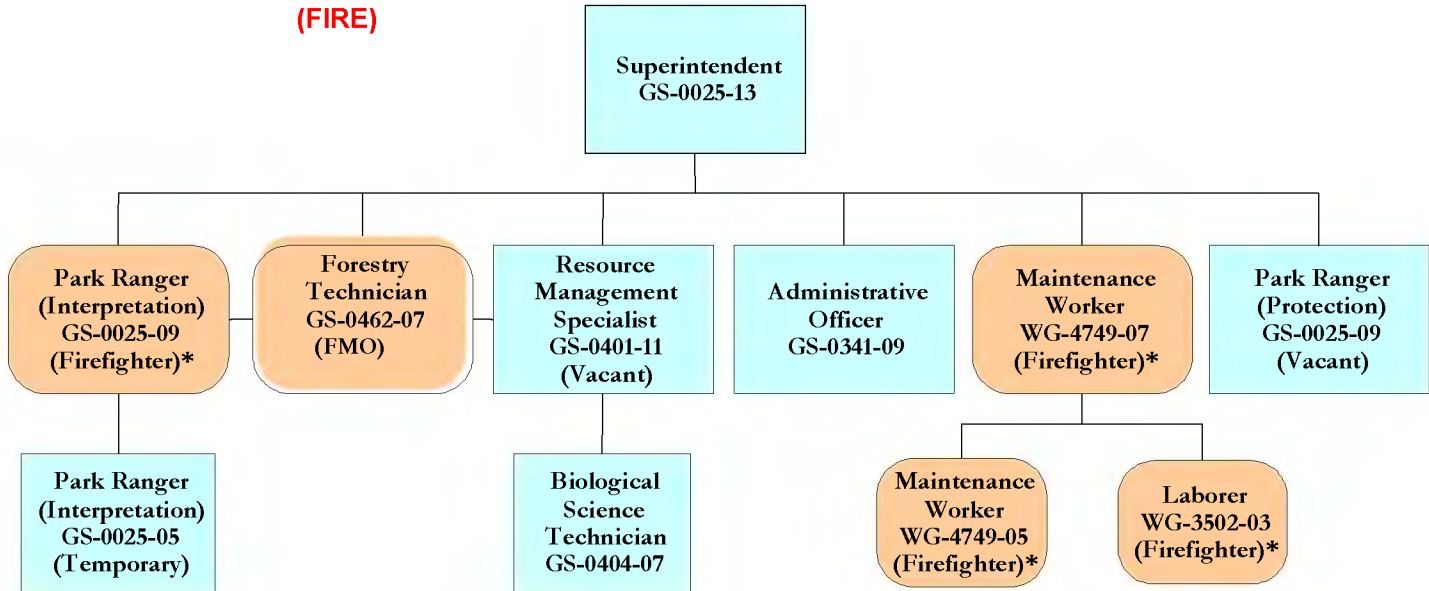 (FIRE)
Superintendent
GS-0025-13
Park Ranger
(Interpretation)
GS-0025-09
(Firefighter)*
Forestry
Technician
GS-0462-07
(FMO)
Resource
Management
Specialist
GS-0401-11
(Vacant)
Administrative
Officer
GS-0341-09
Maintenance
Worker
WG-4749-07
(Firefighter)*
Park Ranger
(Protection)
GS-0025-09
(Vacant)
Park Ranger
(Interpretation)
GS-0025-05
(Temporary)
Biological
Science
Technician
GS-0404-07
Maintenance
Worker
WG-4749-05
(Firefighter)*
Laborer
WG-3502-03
(Firefighter)*